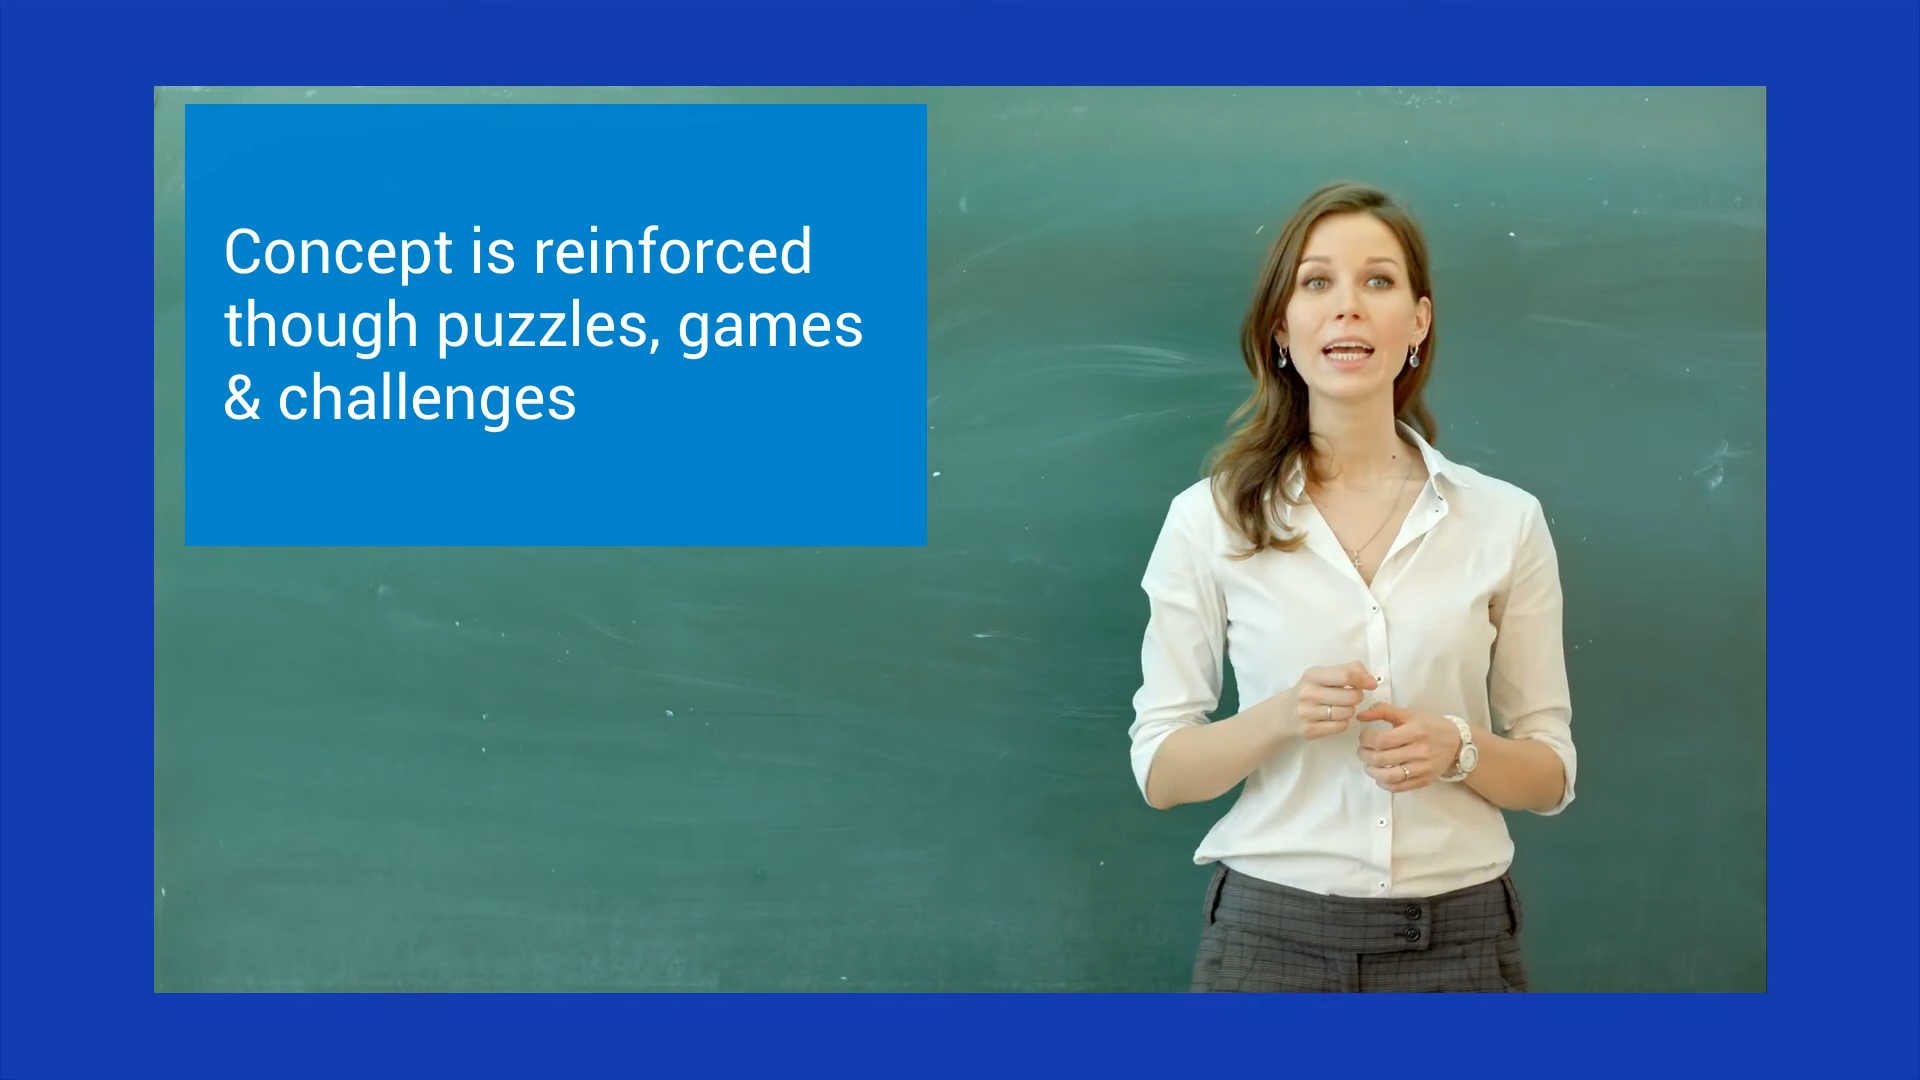 Concept is reinforced
though puzzles, games
& challenges